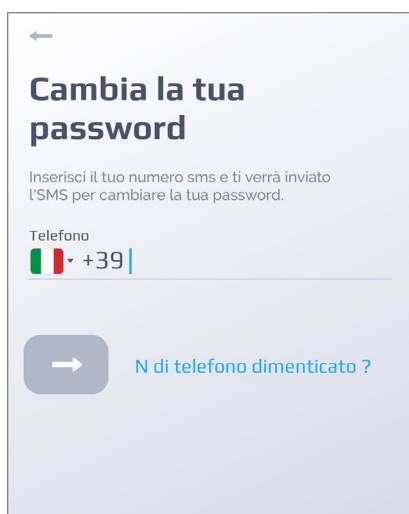 Cambia la tua
password
Inserisci il tuo numero sms e ti verrà inviato
l'SMS per cambiare la tua password.
Telefono
+39
N di telefono dimenticato ?